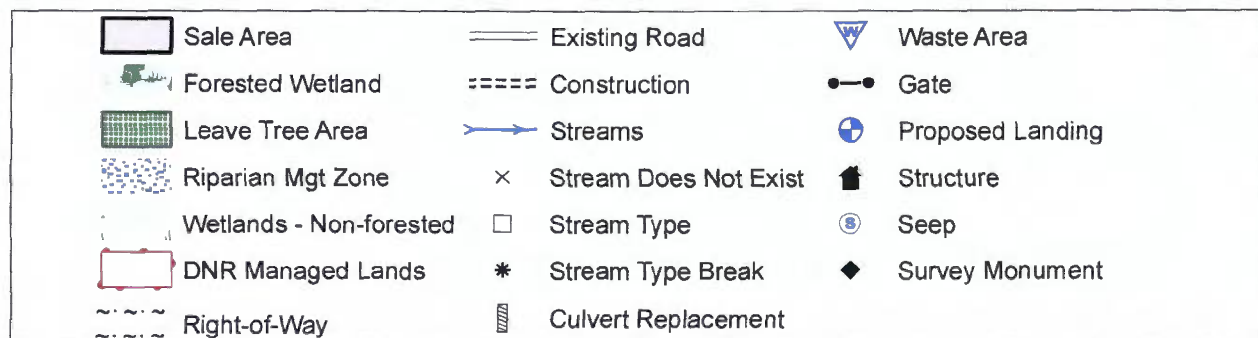 Sale Area
Forested Wetland
Leave Tree Area
Riparian Mgt Zone
Wetlands - Non-forested
DNR Managed Lands
Right-of-Way
Existing Road
Construction
Streams
Stream Does Not Exist
Stream Type
Stream Type Break
Culvert Replacement
W Waste Area
Gate
Proposed Landing
Structure
S Seep
Survey Monument